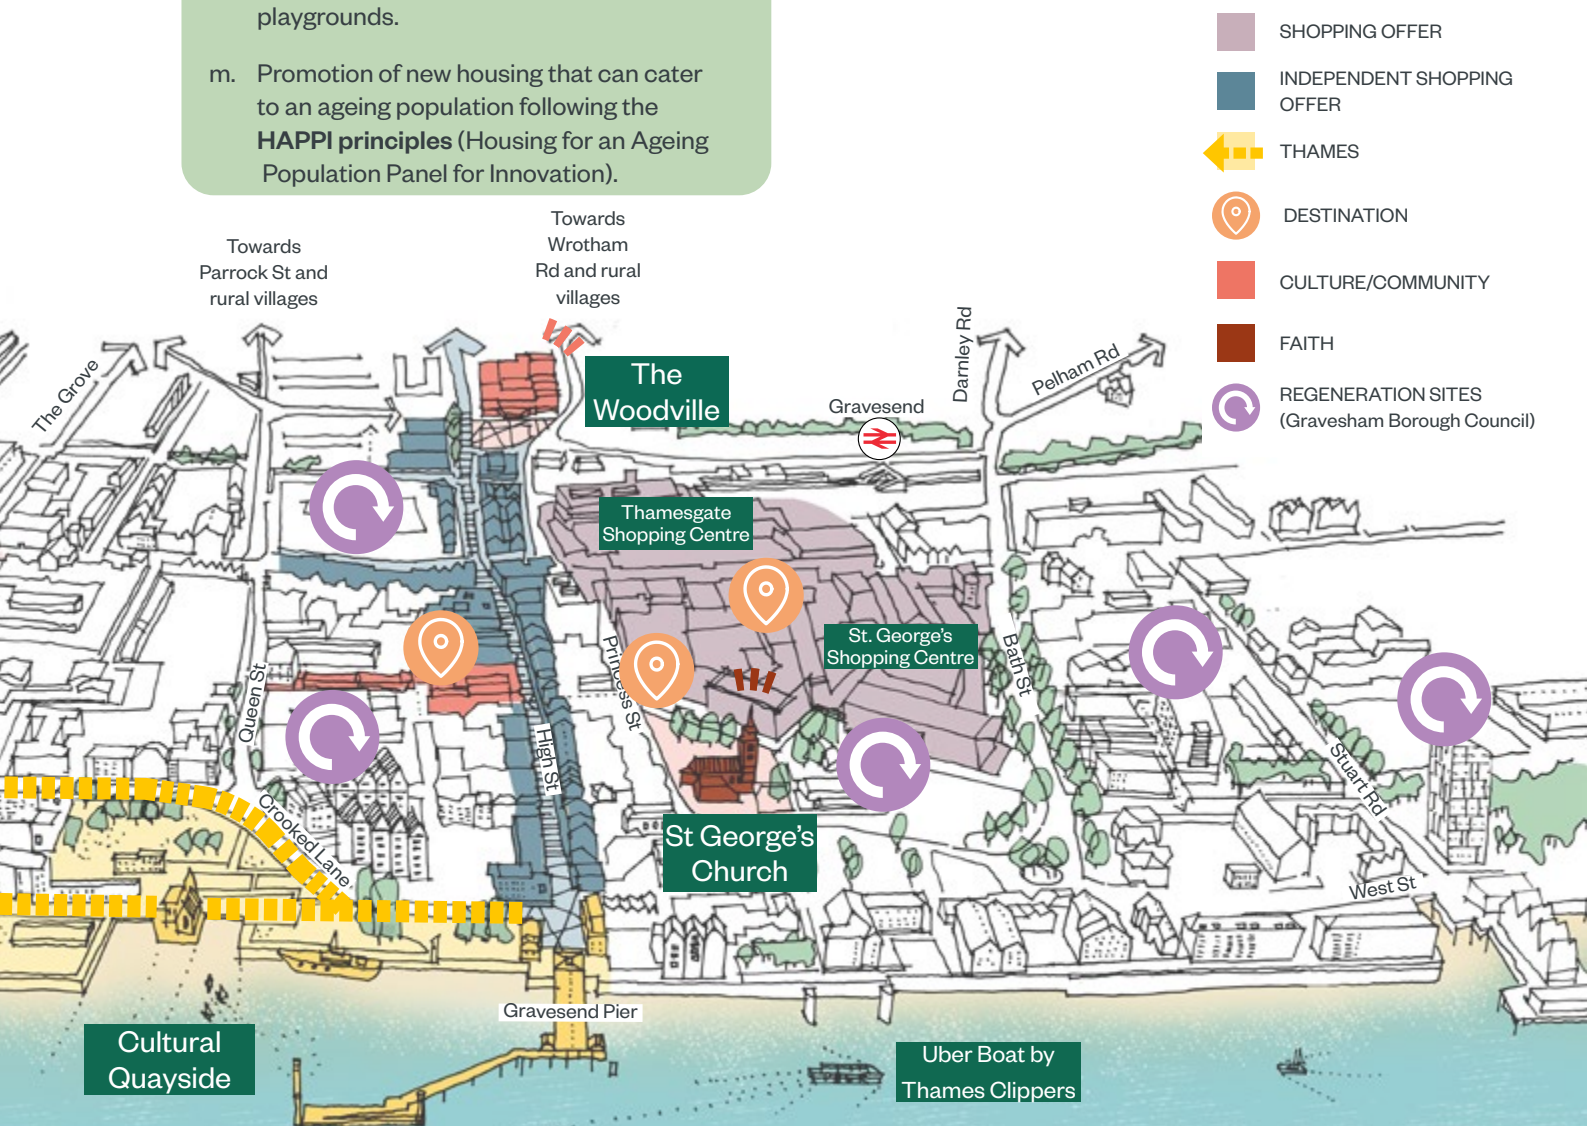 playgrounds.
m. Promotion of new housing that can cater
to an ageing population following the
HAPPI principles (Housing for an Ageing
Population Panel for Innovation).
SHOPPING OFFER
INDEPENDENT SHOPPING
OFFER
THAMES
DESTINATION
CULTURE/COMMUNITY
FAITH
REGENERATION SITES
(Gravesham Borough Council)
Towards
Parrock St and
rural villages
Towards
Wrotham
Rd and rural
villages
The Grove
The
Woodville
Gravesend
Darnley Rd
Pelham Rd
Thamesgate
Shopping Centre
St. George's
Shopping Centre
Princess St
Bath St
Queen St
High St
Stuart Rd
Crooked Lane
St George's
Church
West St
Gravesend Pier
Cultural
Quayside
Uber Boat by
Thames Clippers